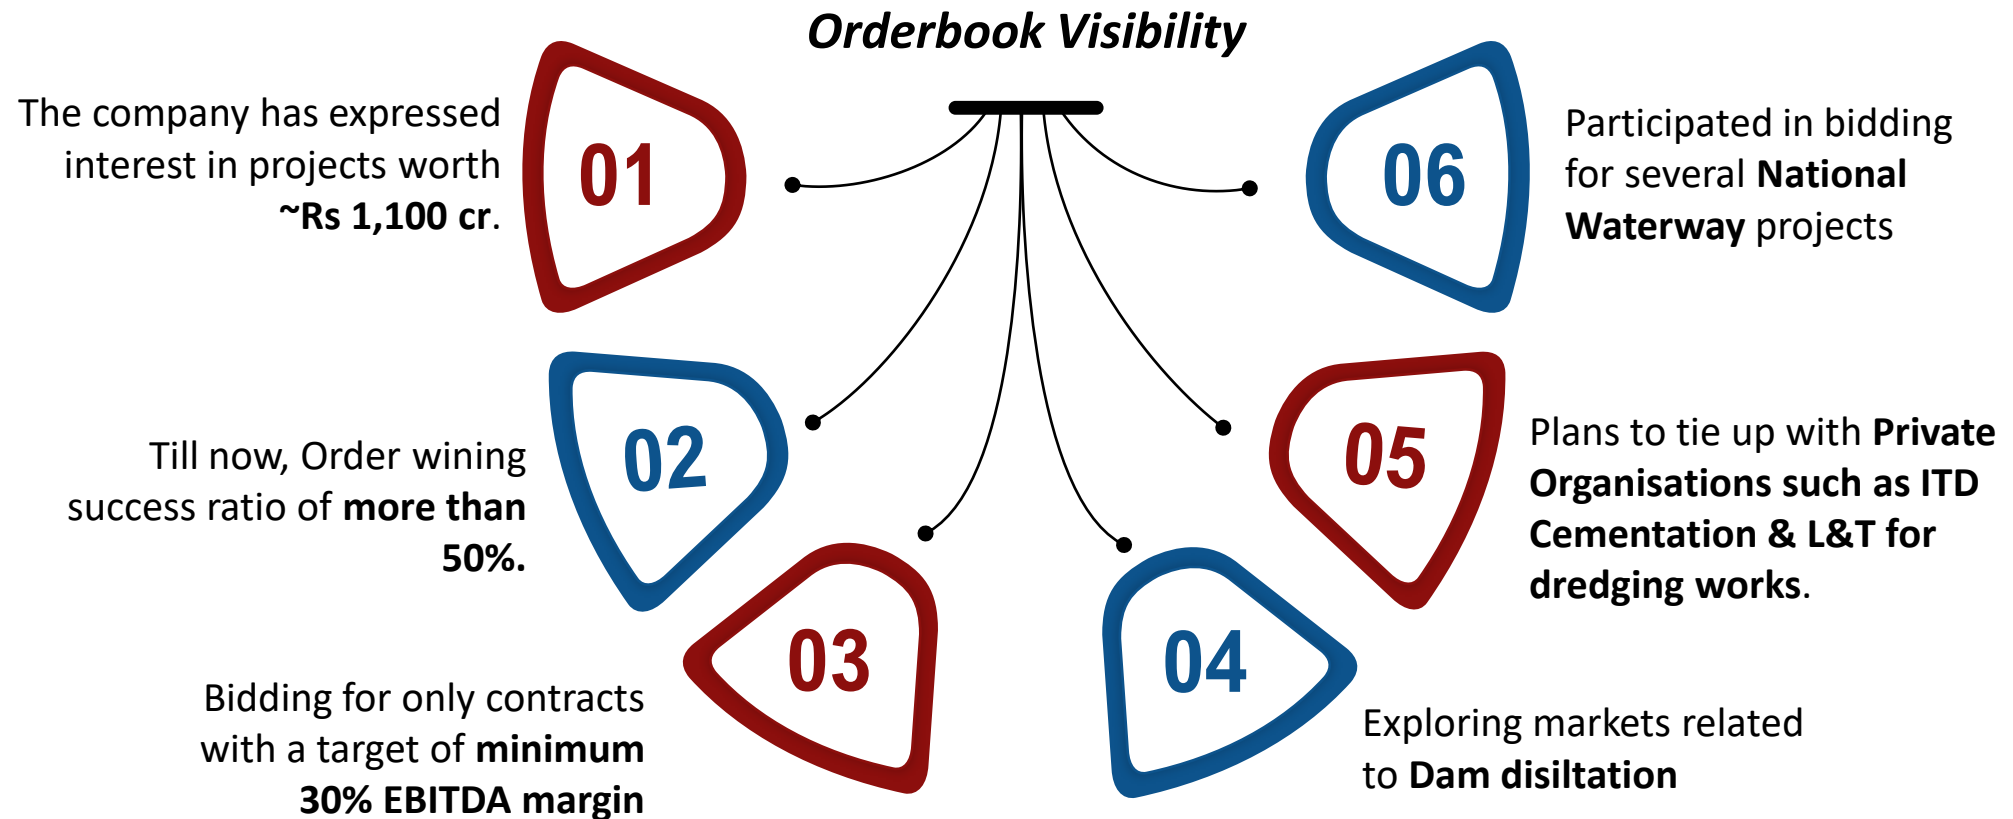 Orderbook Visibility
01
The company has expressed
interest in projects worth
~Rs 1,100 cr.
02
Till now, Order wining
success ratio of more than
50%.
03
Bidding for only contracts
with a target of minimum
30% EBITDA margin
04
Exploring markets related
to Dam disiltation
05
Plans to tie up with Private
Organisations such as ITD
Cementation & L&T for
dredging works.
06
Participated in bidding
for several National
Waterway projects